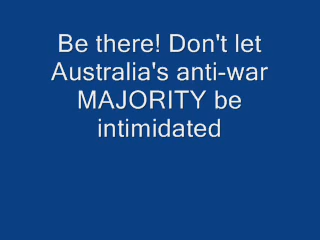 Be there! Don't let
Australia's anti-war
MAJORITY be
intimidated